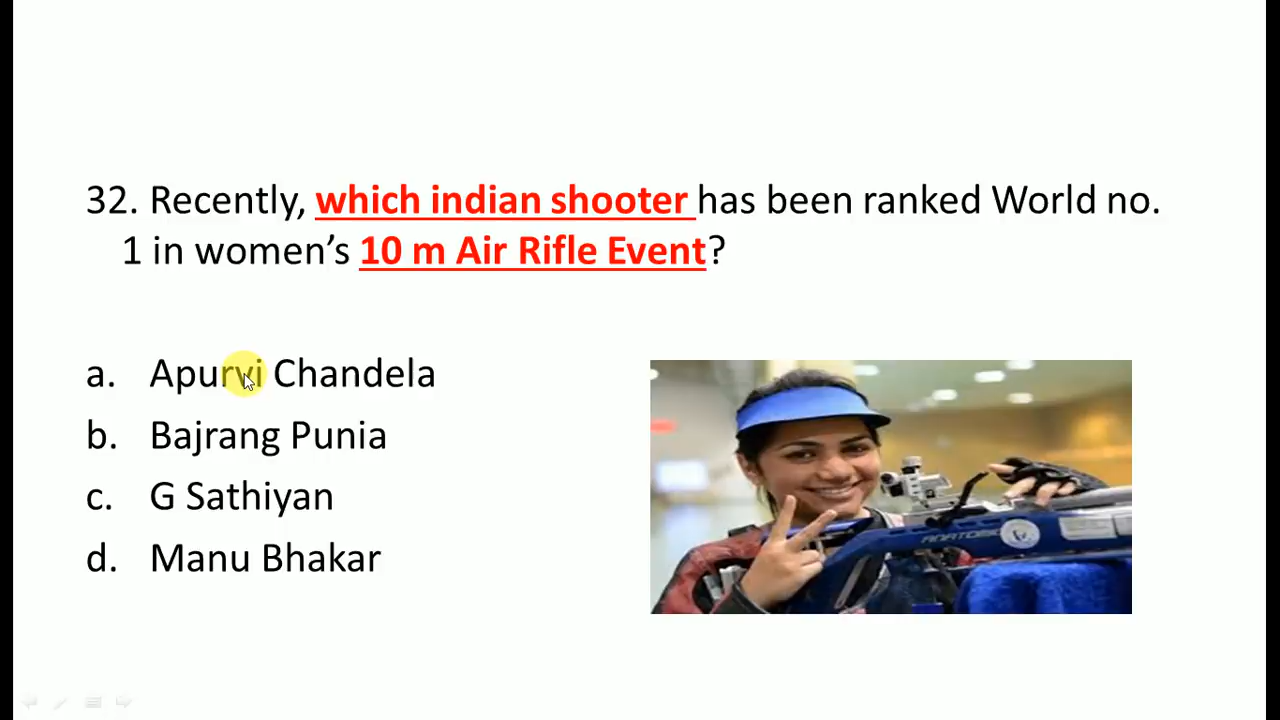 32. Recently, which indian shooter has been ranked World no.
1 in women’s 10 m Air Rifle Event?
a. Apurvi Chandela
b. Bajrang Punia
c. G Sathiyan
d. Manu Bhakar